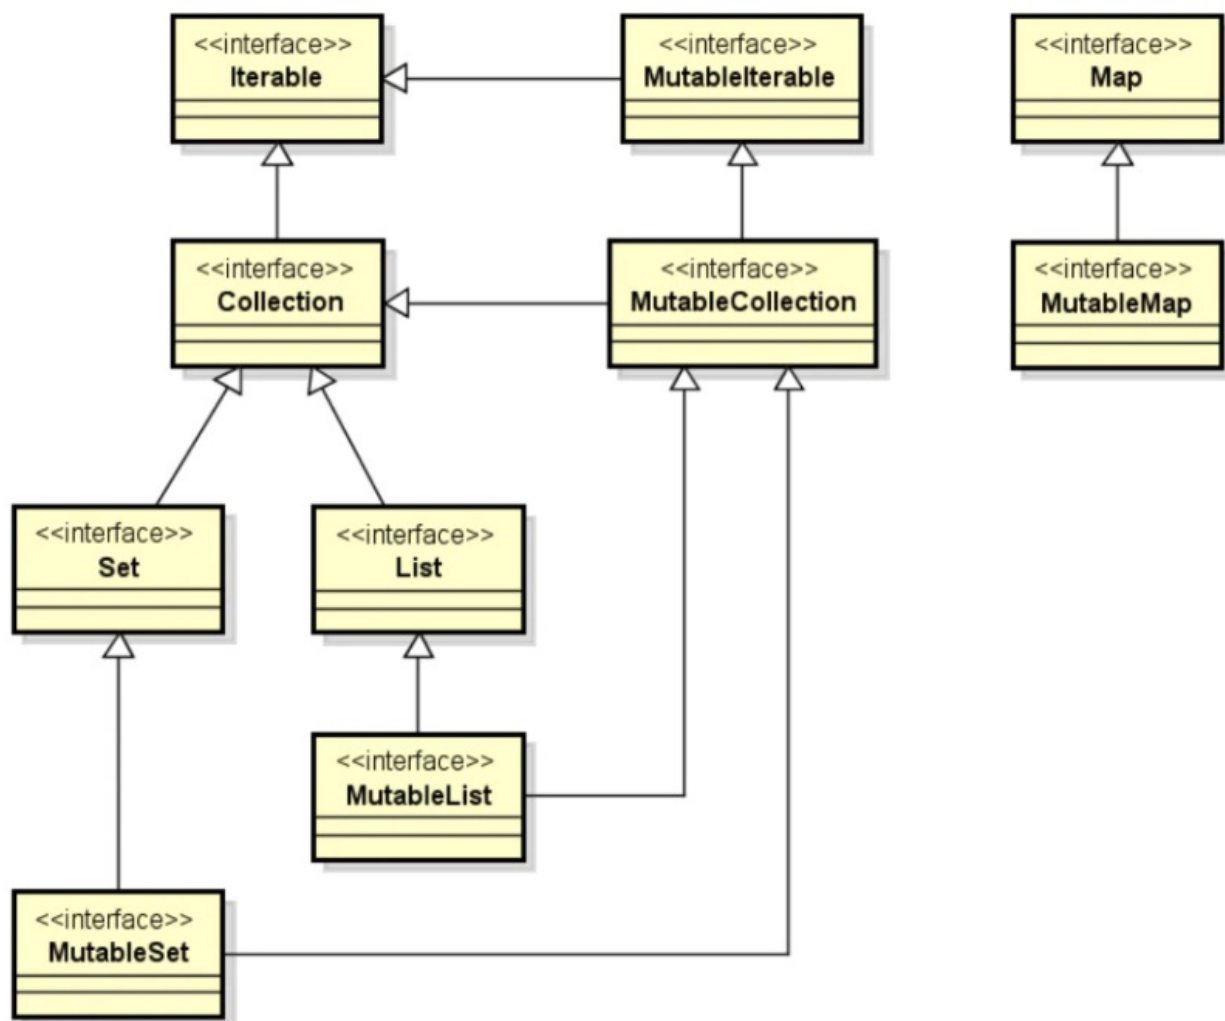 <<interface>>
Iterable
<<interface>>
MutableIterable
<<interface>>
Map
<<interface>>
Collection
<<interface>>
MutableCollection
<<interface>>
MutableMap
<<interface>>
Set
<<interface>>
List
<<interface>>
MutableList
<<interface>>
MutableSet